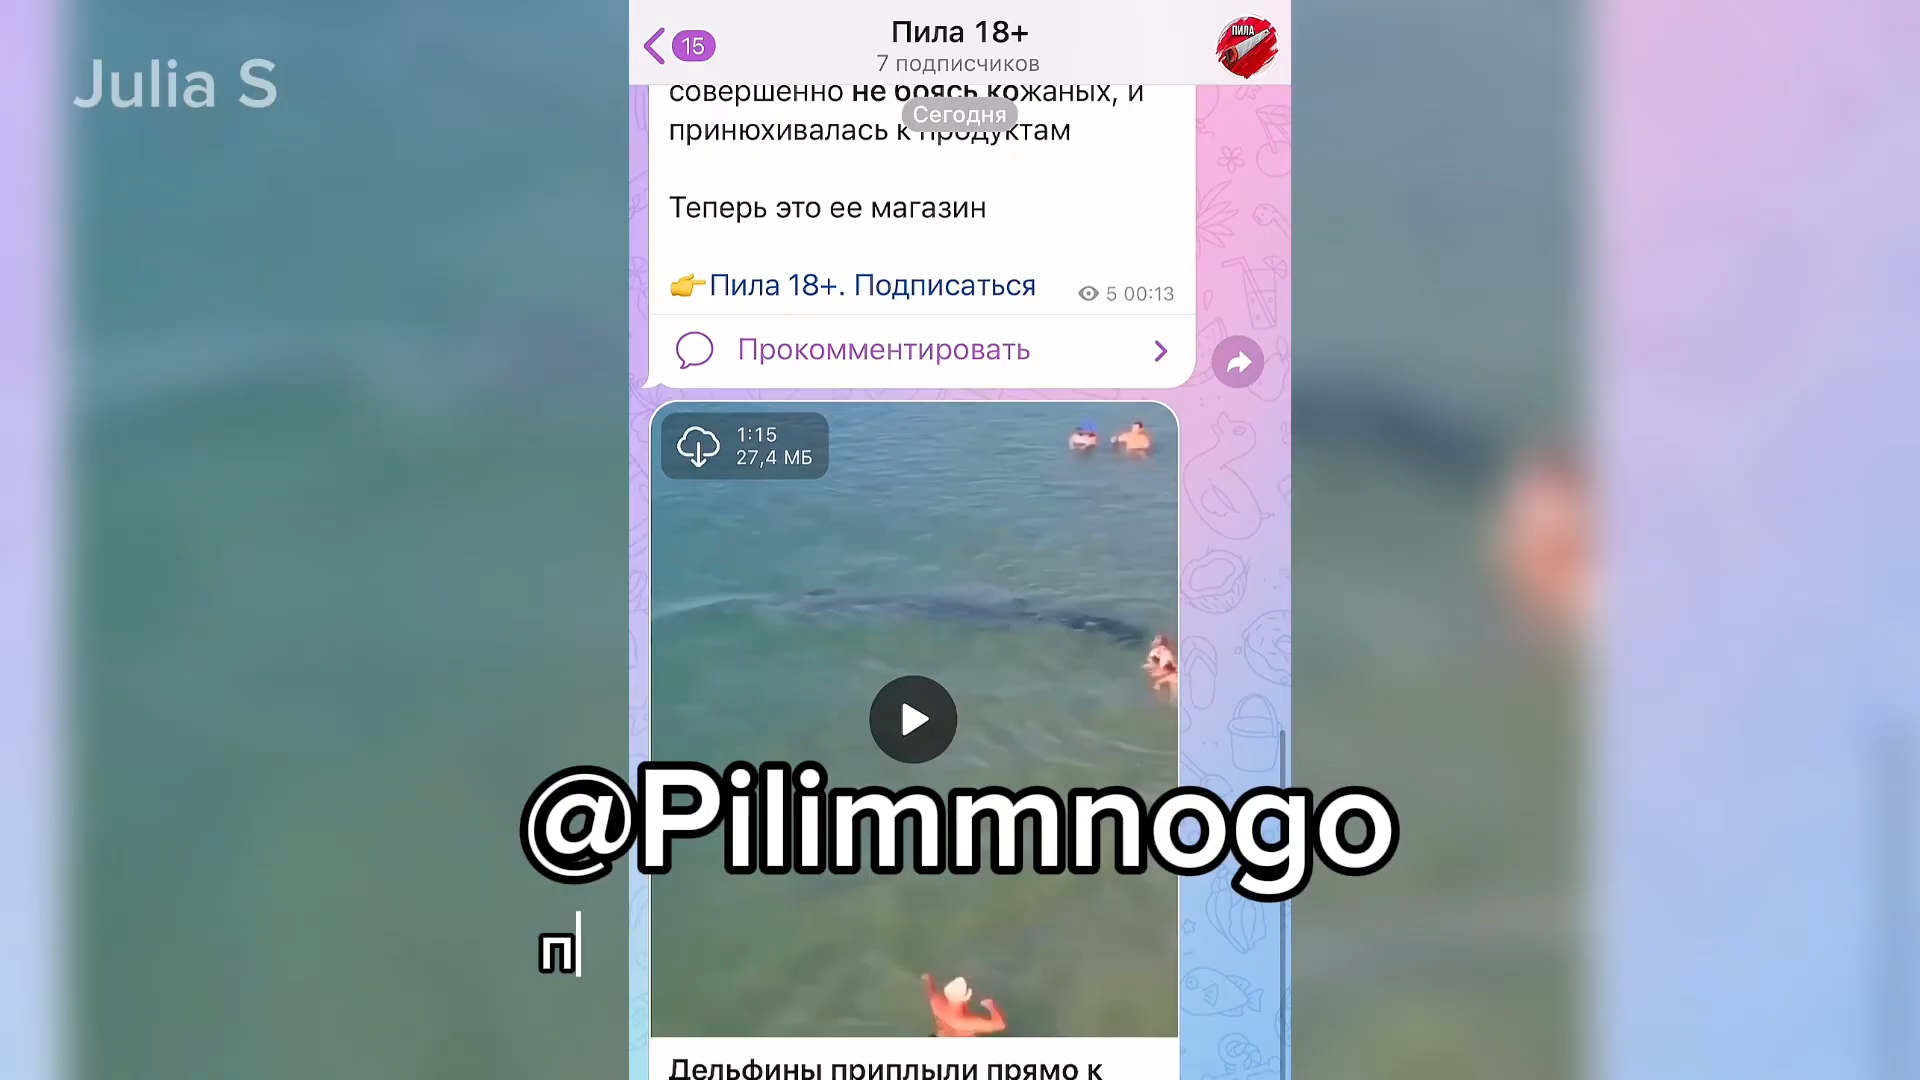 Julia S
15
Пила 18+
7 подписчиков
ПИЛА
совершенно не боясь кожаных, и
Сегодня
принюхивалась к продуктам
Теперь это ее магазин
👉Пила 18+. Подписаться
5 00:13
Прокомментировать
1:15
27,4 МБ
@Pilimmnogo
п
Дельфины приплыли прямо к